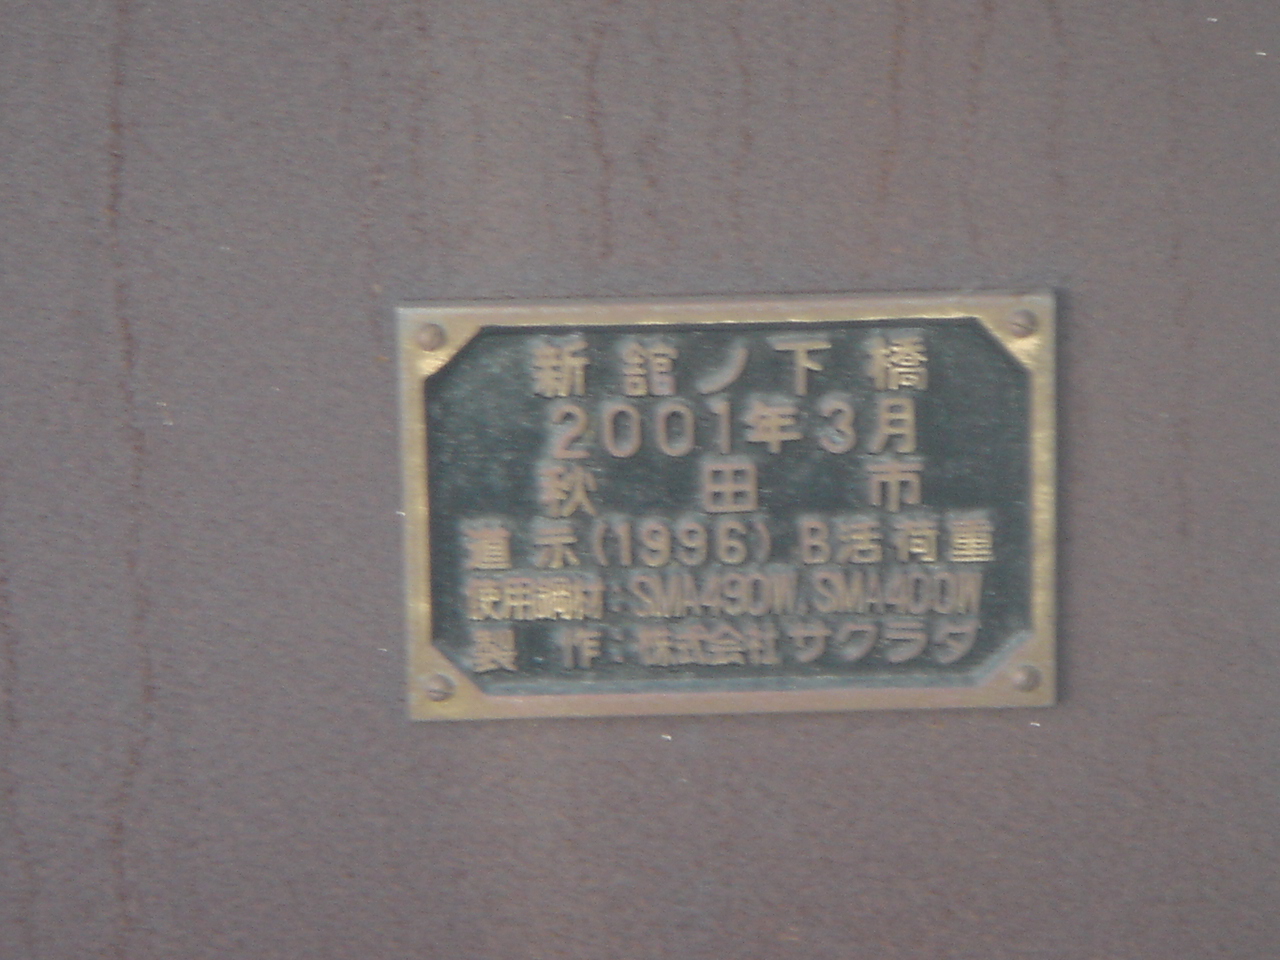 新舘ノ下橋
2001年3月
秋田市
道示(1996)B活荷重
使用鋼材:SMA490W,SMA400W
製作:株式会社サクラダ